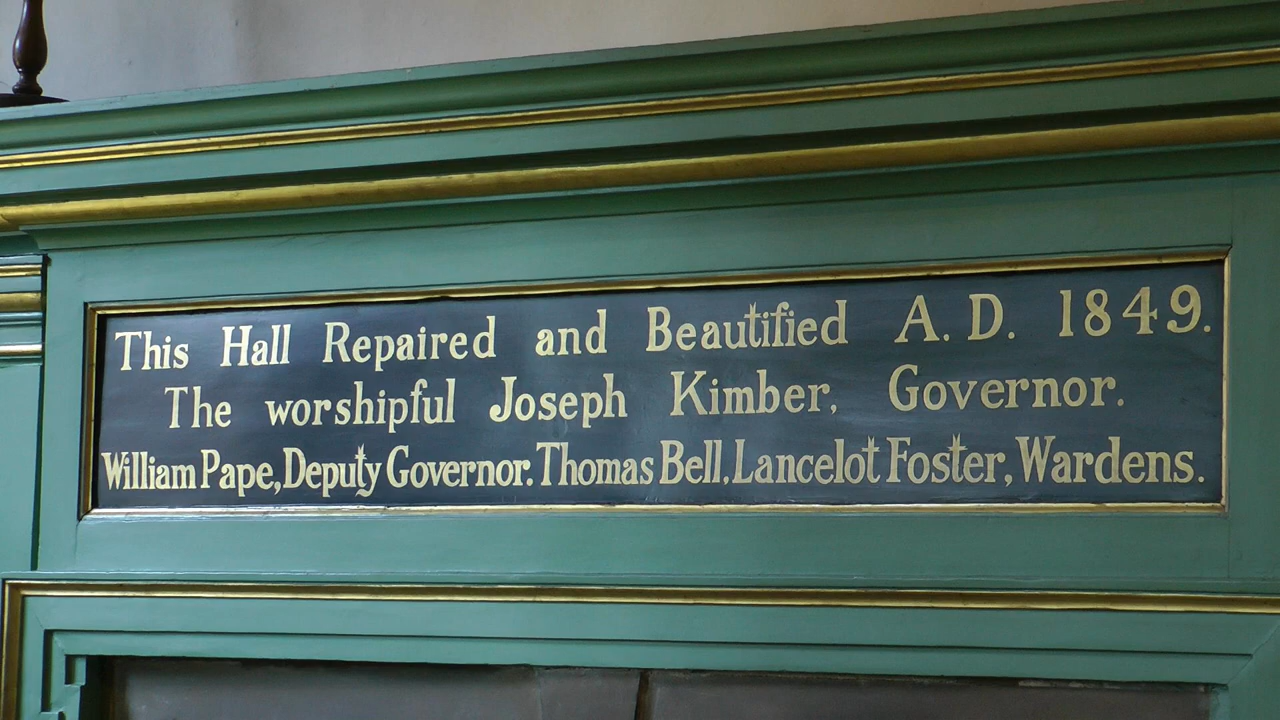 This Hall Repaired and Beautified A.D. 1849.
The worshipful Joseph Kimber, Governor.
William Pape, Deputy Governor. Thomas Bell, Lancelot Foster, Wardens.